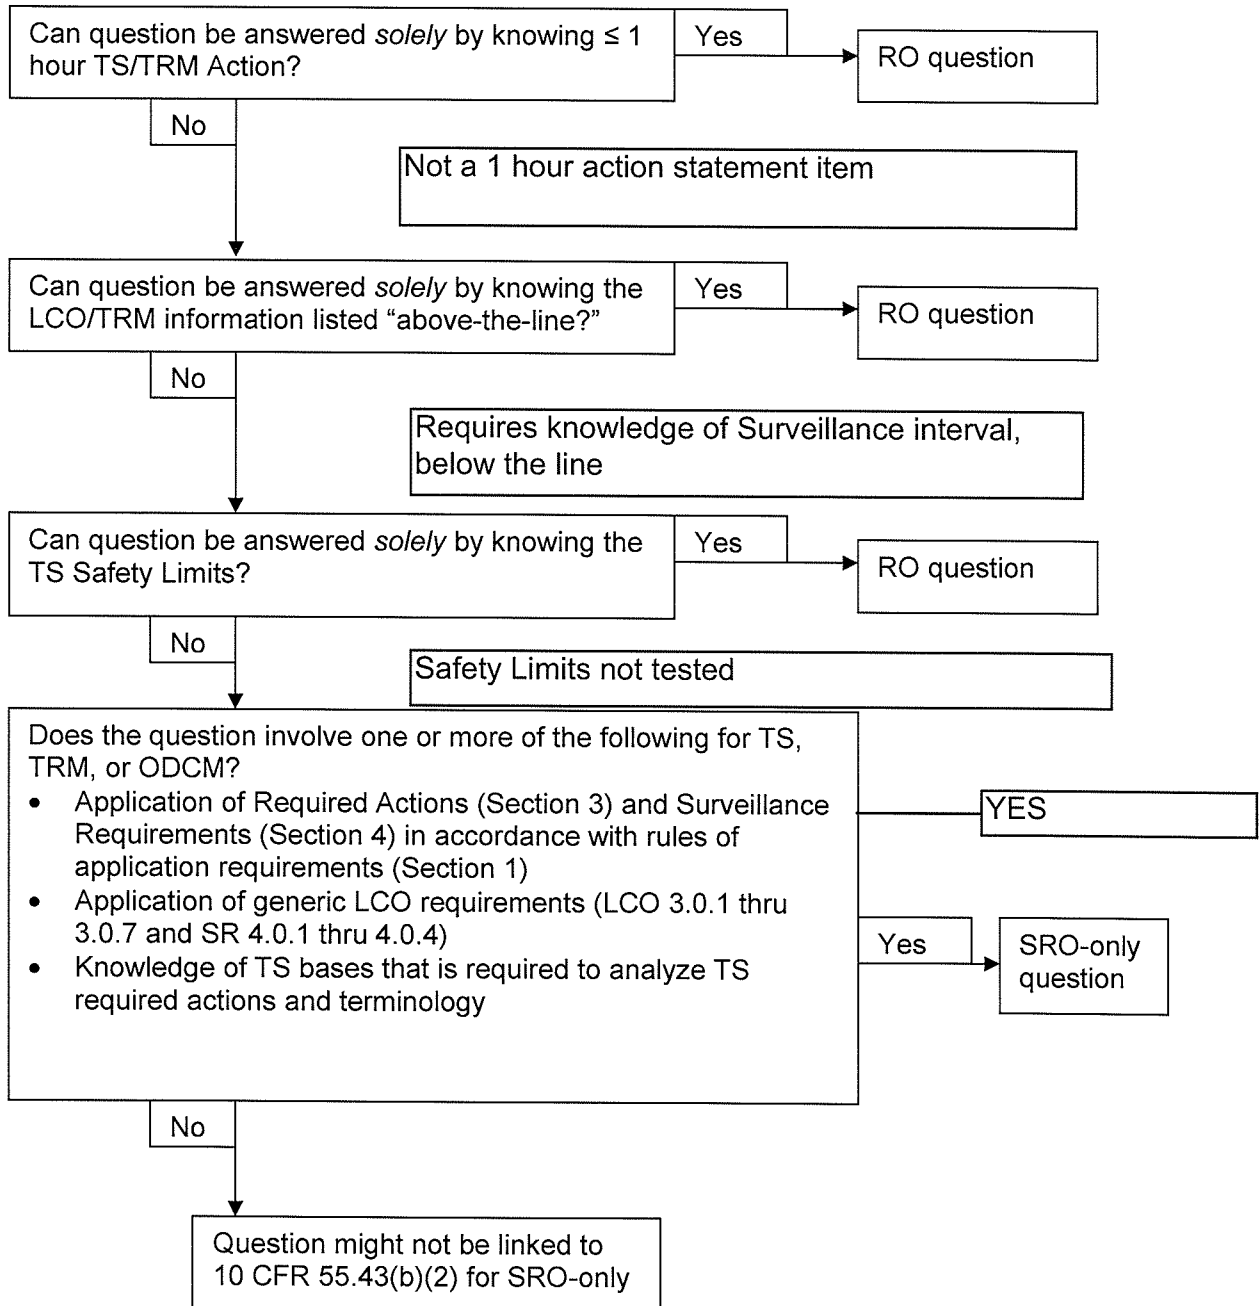 Can question be answered solely by knowing ≤ 1
hour TS/TRM Action?
Yes
RO question
No
Not a 1 hour action statement item
Can question be answered solely by knowing the
LCO/TRM information listed “above-the-line?”
Yes
RO question
No
Requires knowledge of Surveillance interval,
below the line
Can question be answered solely by knowing the
TS Safety Limits?
Yes
RO question
No
Safety Limits not tested
Does the question involve one or more of the following for TS,
TRM, or ODCM?
• Application of Required Actions (Section 3) and Surveillance
Requirements (Section 4) in accordance with rules of
application requirements (Section 1)
• Application of generic LCO requirements (LCO 3.0.1 thru
3.0.7 and SR 4.0.1 thru 4.0.4)
• Knowledge of TS bases that is required to analyze TS
required actions and terminology
YES
Yes
SRO-only
question
No
Question might not be linked to
10 CFR 55.43(b)(2) for SRO-only